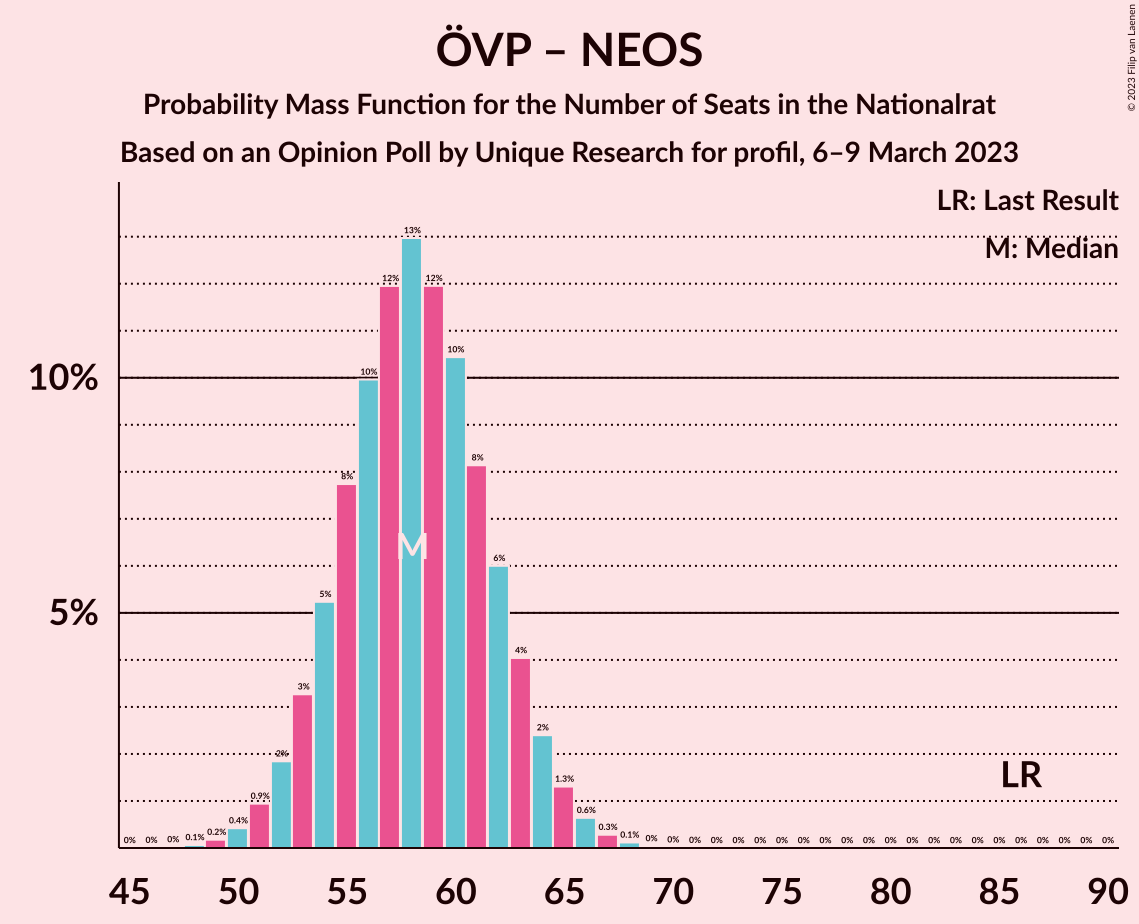 ÖVP – NEOS
Probability Mass Function for the Number of Seats in the Nationalrat
Based on an Opinion Poll by Unique Research for profil, 6–9 March 2023
© 2023 Filip van Laenen
LR: Last Result
M: Median
10%
5%
0% 0% 0% 0.1% 0.2% 0.4% 0.9% 2% 3% 5% 8% 10% 12% 13% 12% 10% 8% 6% 4% 2% 1.3% 0.6% 0.3% 0.1% 0% 0% 0% 0% 0% 0% 0% 0% 0% 0% 0% 0% 0% 0% 0% 0% 0% 0% 0% 0% 0% 0%
M
LR
45 50 55 60 65 70 75 80 85 90